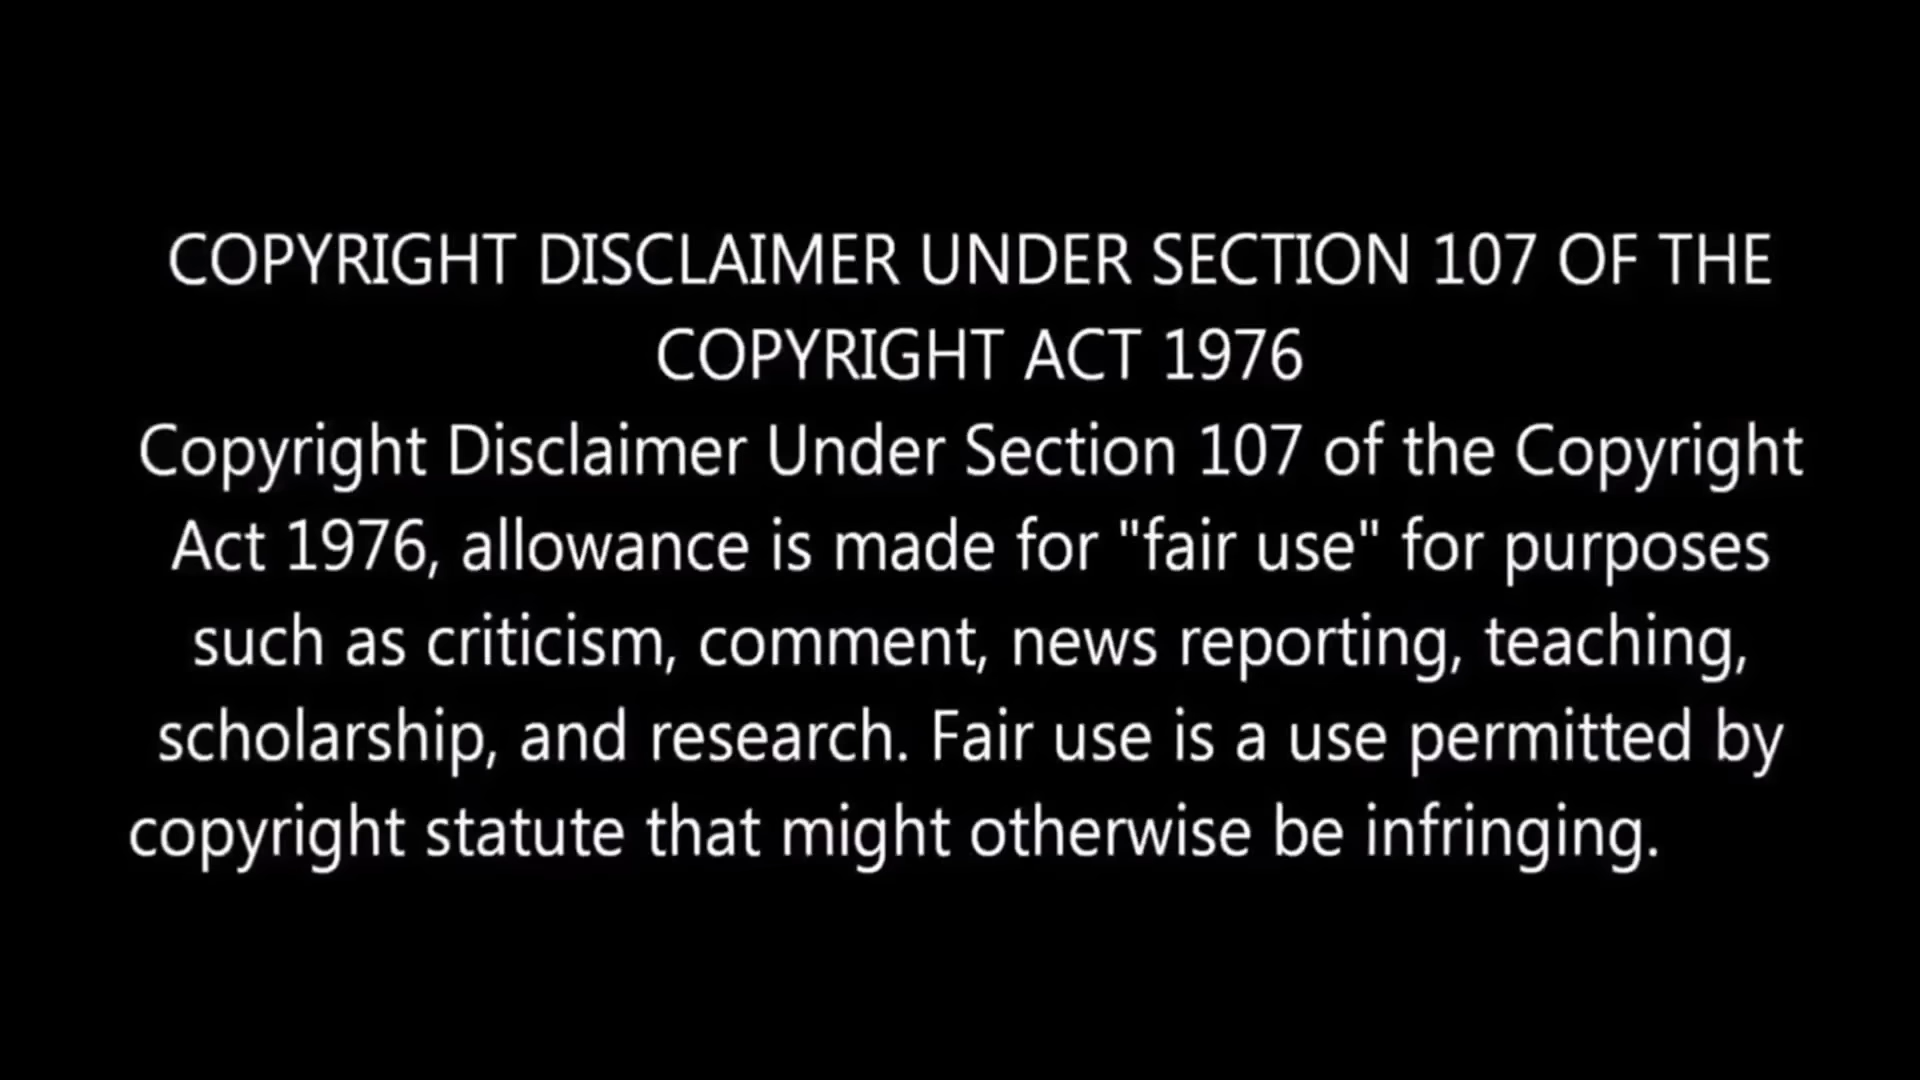 COPYRIGHT DISCLAIMER UNDER SECTION 107 OF THE
COPYRIGHT ACT 1976
Copyright Disclaimer Under Section 107 of the Copyright
Act 1976, allowance is made for "fair use" for purposes
such as criticism, comment, news reporting, teaching,
scholarship, and research. Fair use is a use permitted by
copyright statute that might otherwise be infringing.